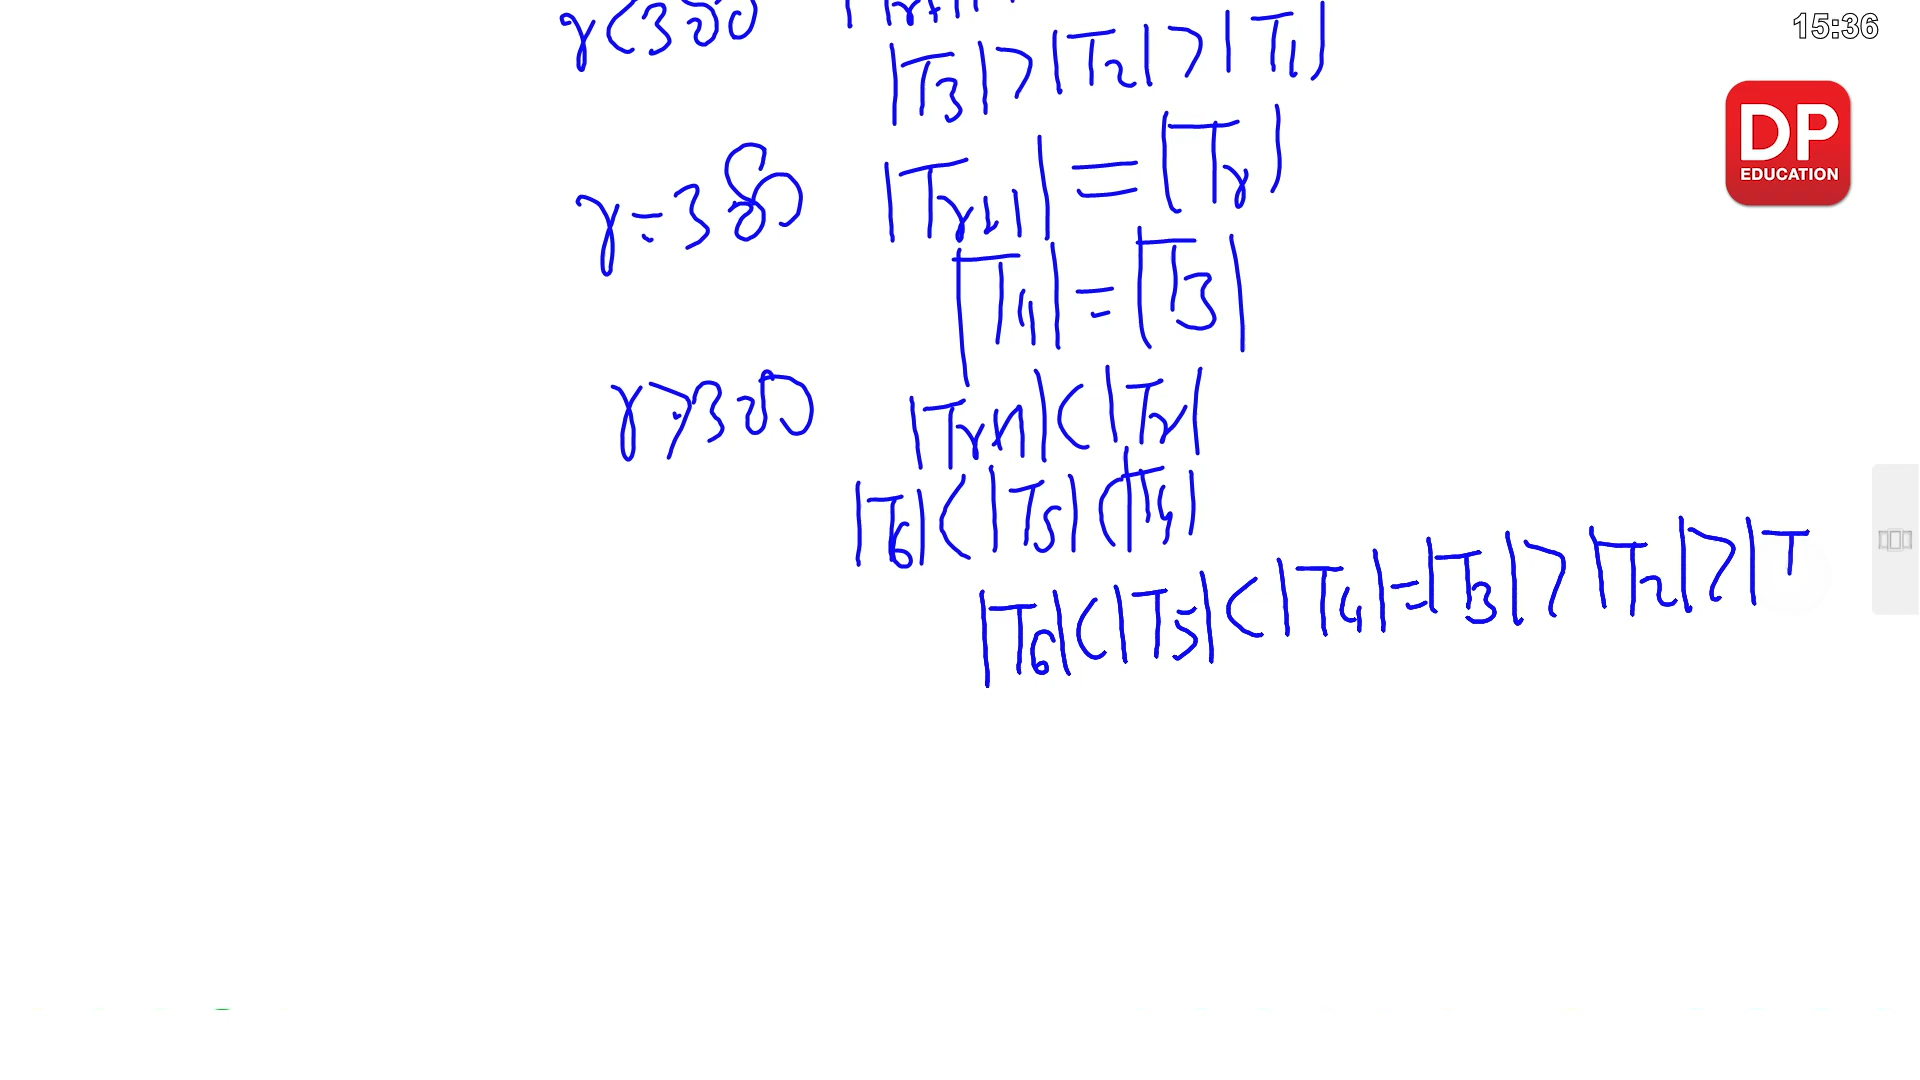 r < 3
|T₃| > |T₂| > |T₁|
r = 3 |Tᵣ₊₁| = |Tᵣ|
|T₄| = |T₃|
r > 3 |Tᵣ₊₁| < |Tᵣ|
|T₆| < |T₅| < |T₄|
|T₆| < |T₅| < |T₄| = |T₃| > |T₂| > |T
15:36
DP
EDUCATION